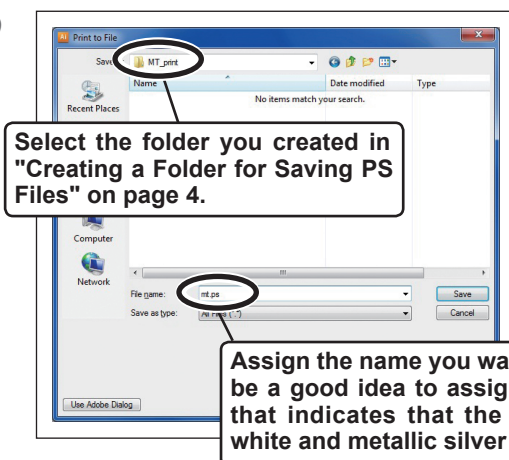 Print to File
Save
MT_print
Name
Date modified
Type
No items match your search.
Recent Places
Select the folder you created in
"Creating a Folder for Saving PS
Files" on page 4.
Computer
Network
File name:
mt.ps
Save
Save as type:
All Files (*.*)
Cancel
Assign the name you wa
be a good idea to assig
that indicates that the
white and metallic silver
Use Adobe Dialog